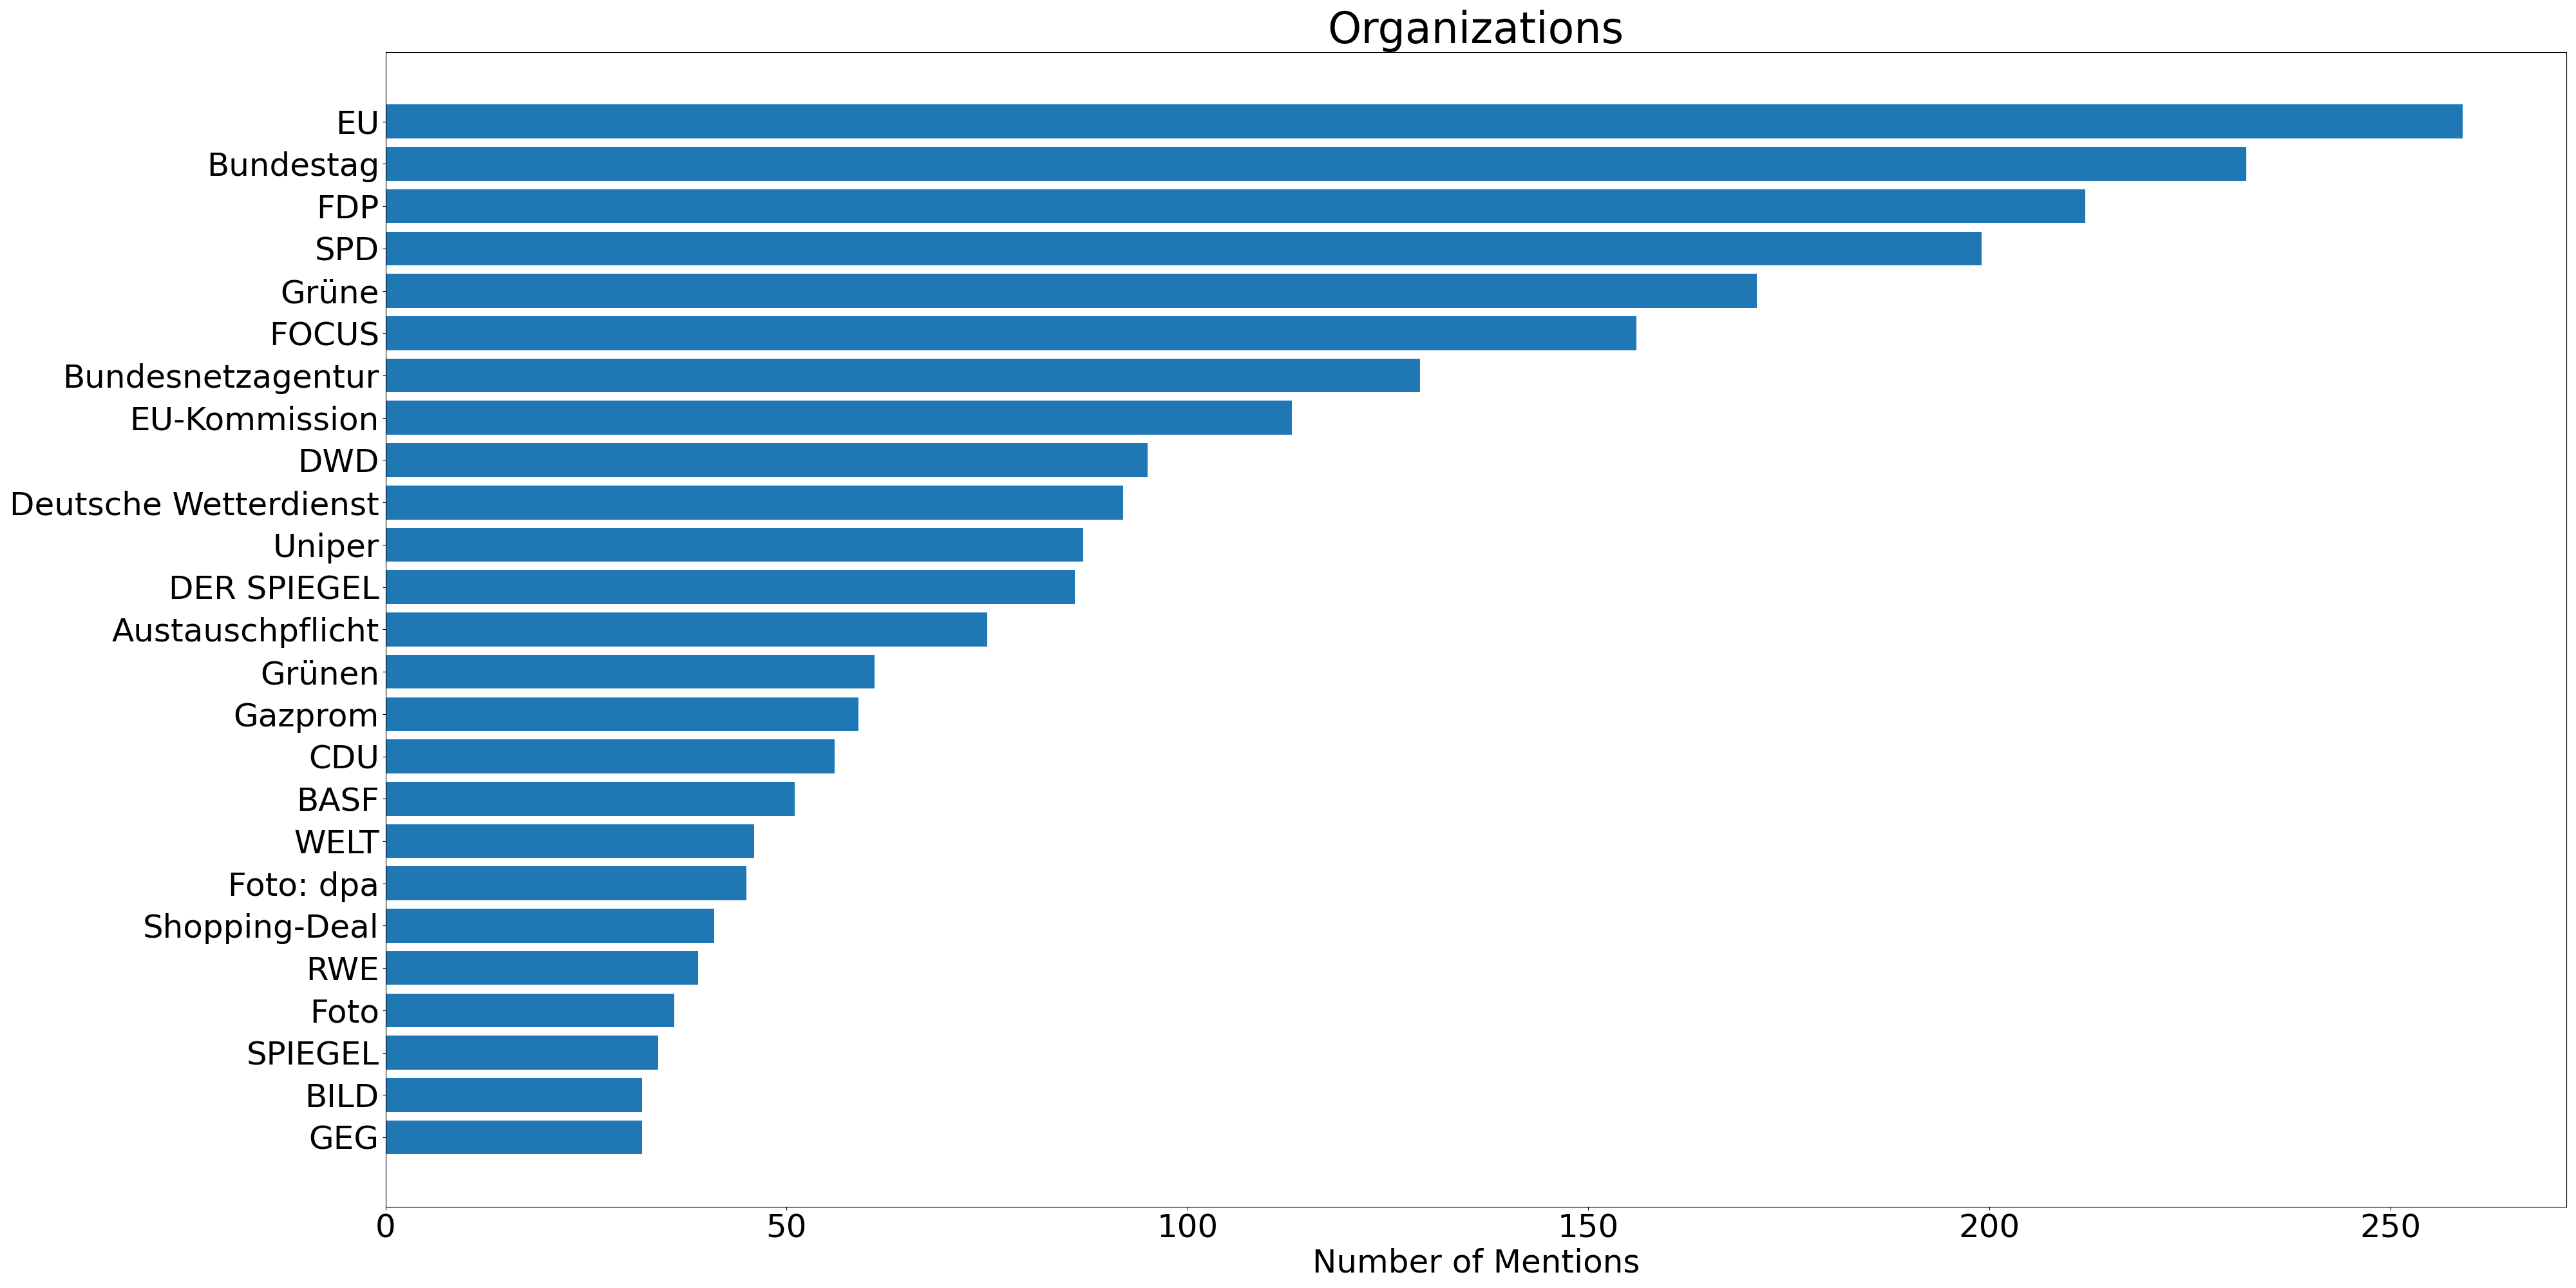 Organizations
EU
Bundestag
FDP
SPD
Grüne
FOCUS
Bundesnetzagentur
EU-Kommission
DWD
Deutsche Wetterdienst
Uniper
DER SPIEGEL
Austauschpflicht
Grünen
Gazprom
CDU
BASF
WELT
Foto: dpa
Shopping-Deal
RWE
Foto
SPIEGEL
BILD
GEG
0 50 100 150 200 250
Number of Mentions